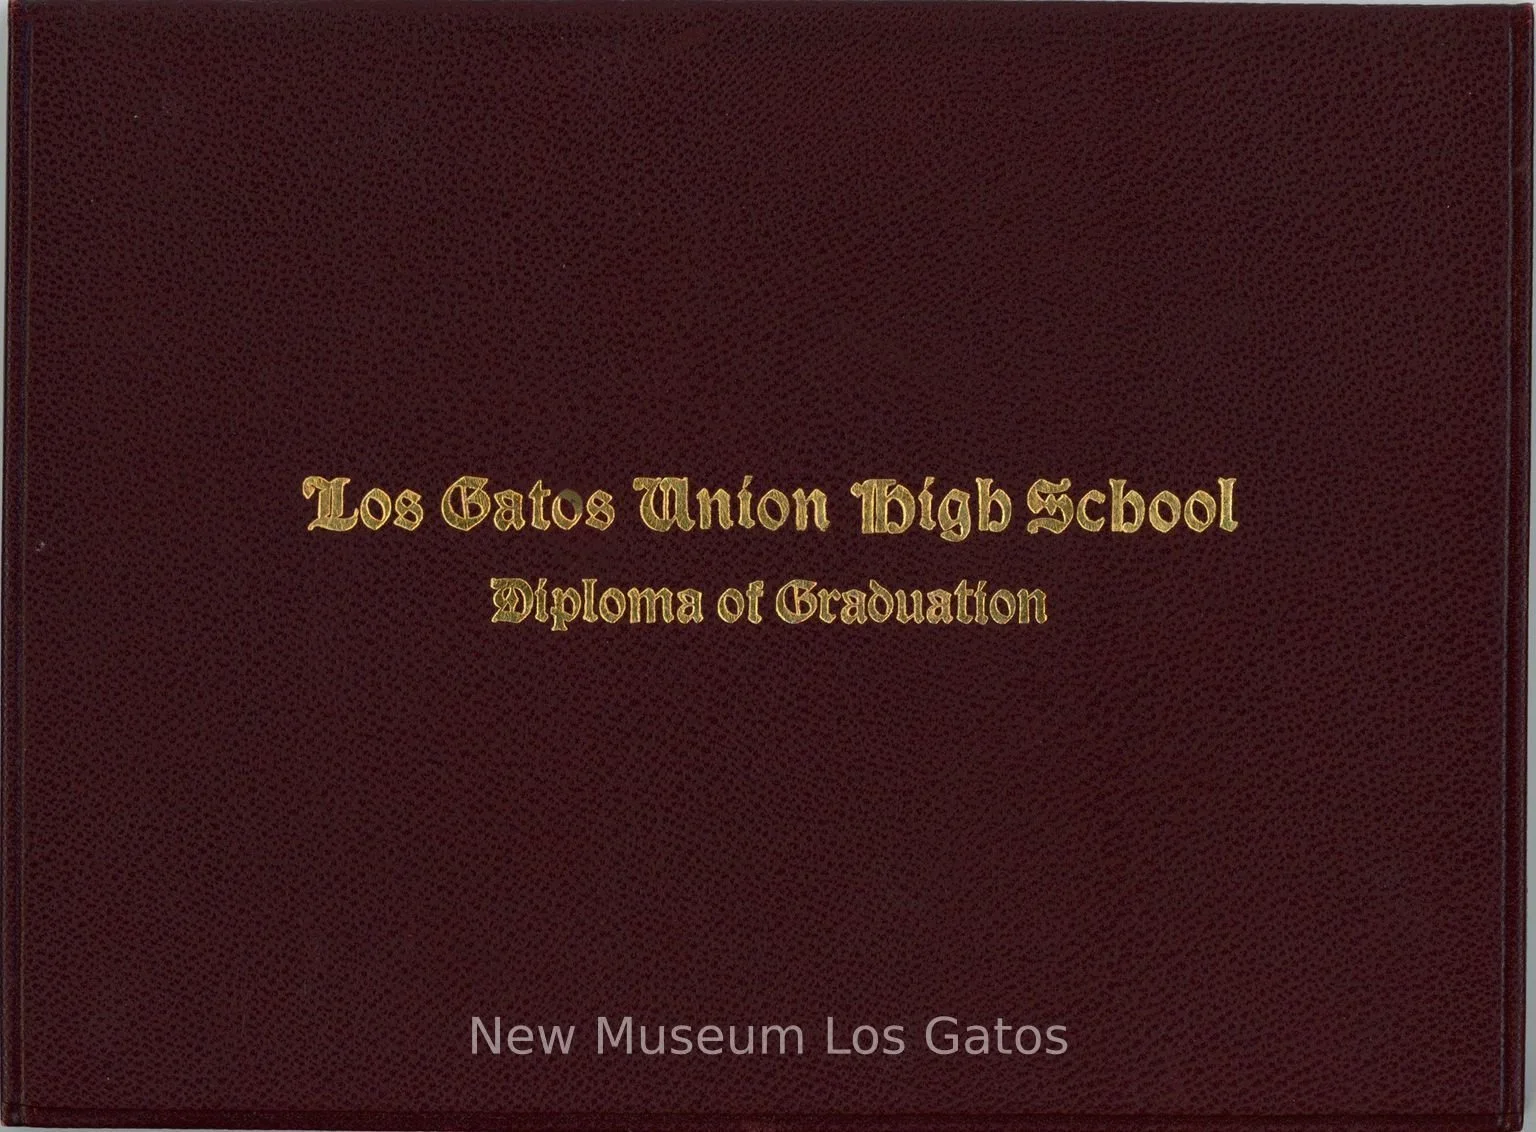 Los Gatos Union High School
Diploma of Graduation
New Museum Los Gatos